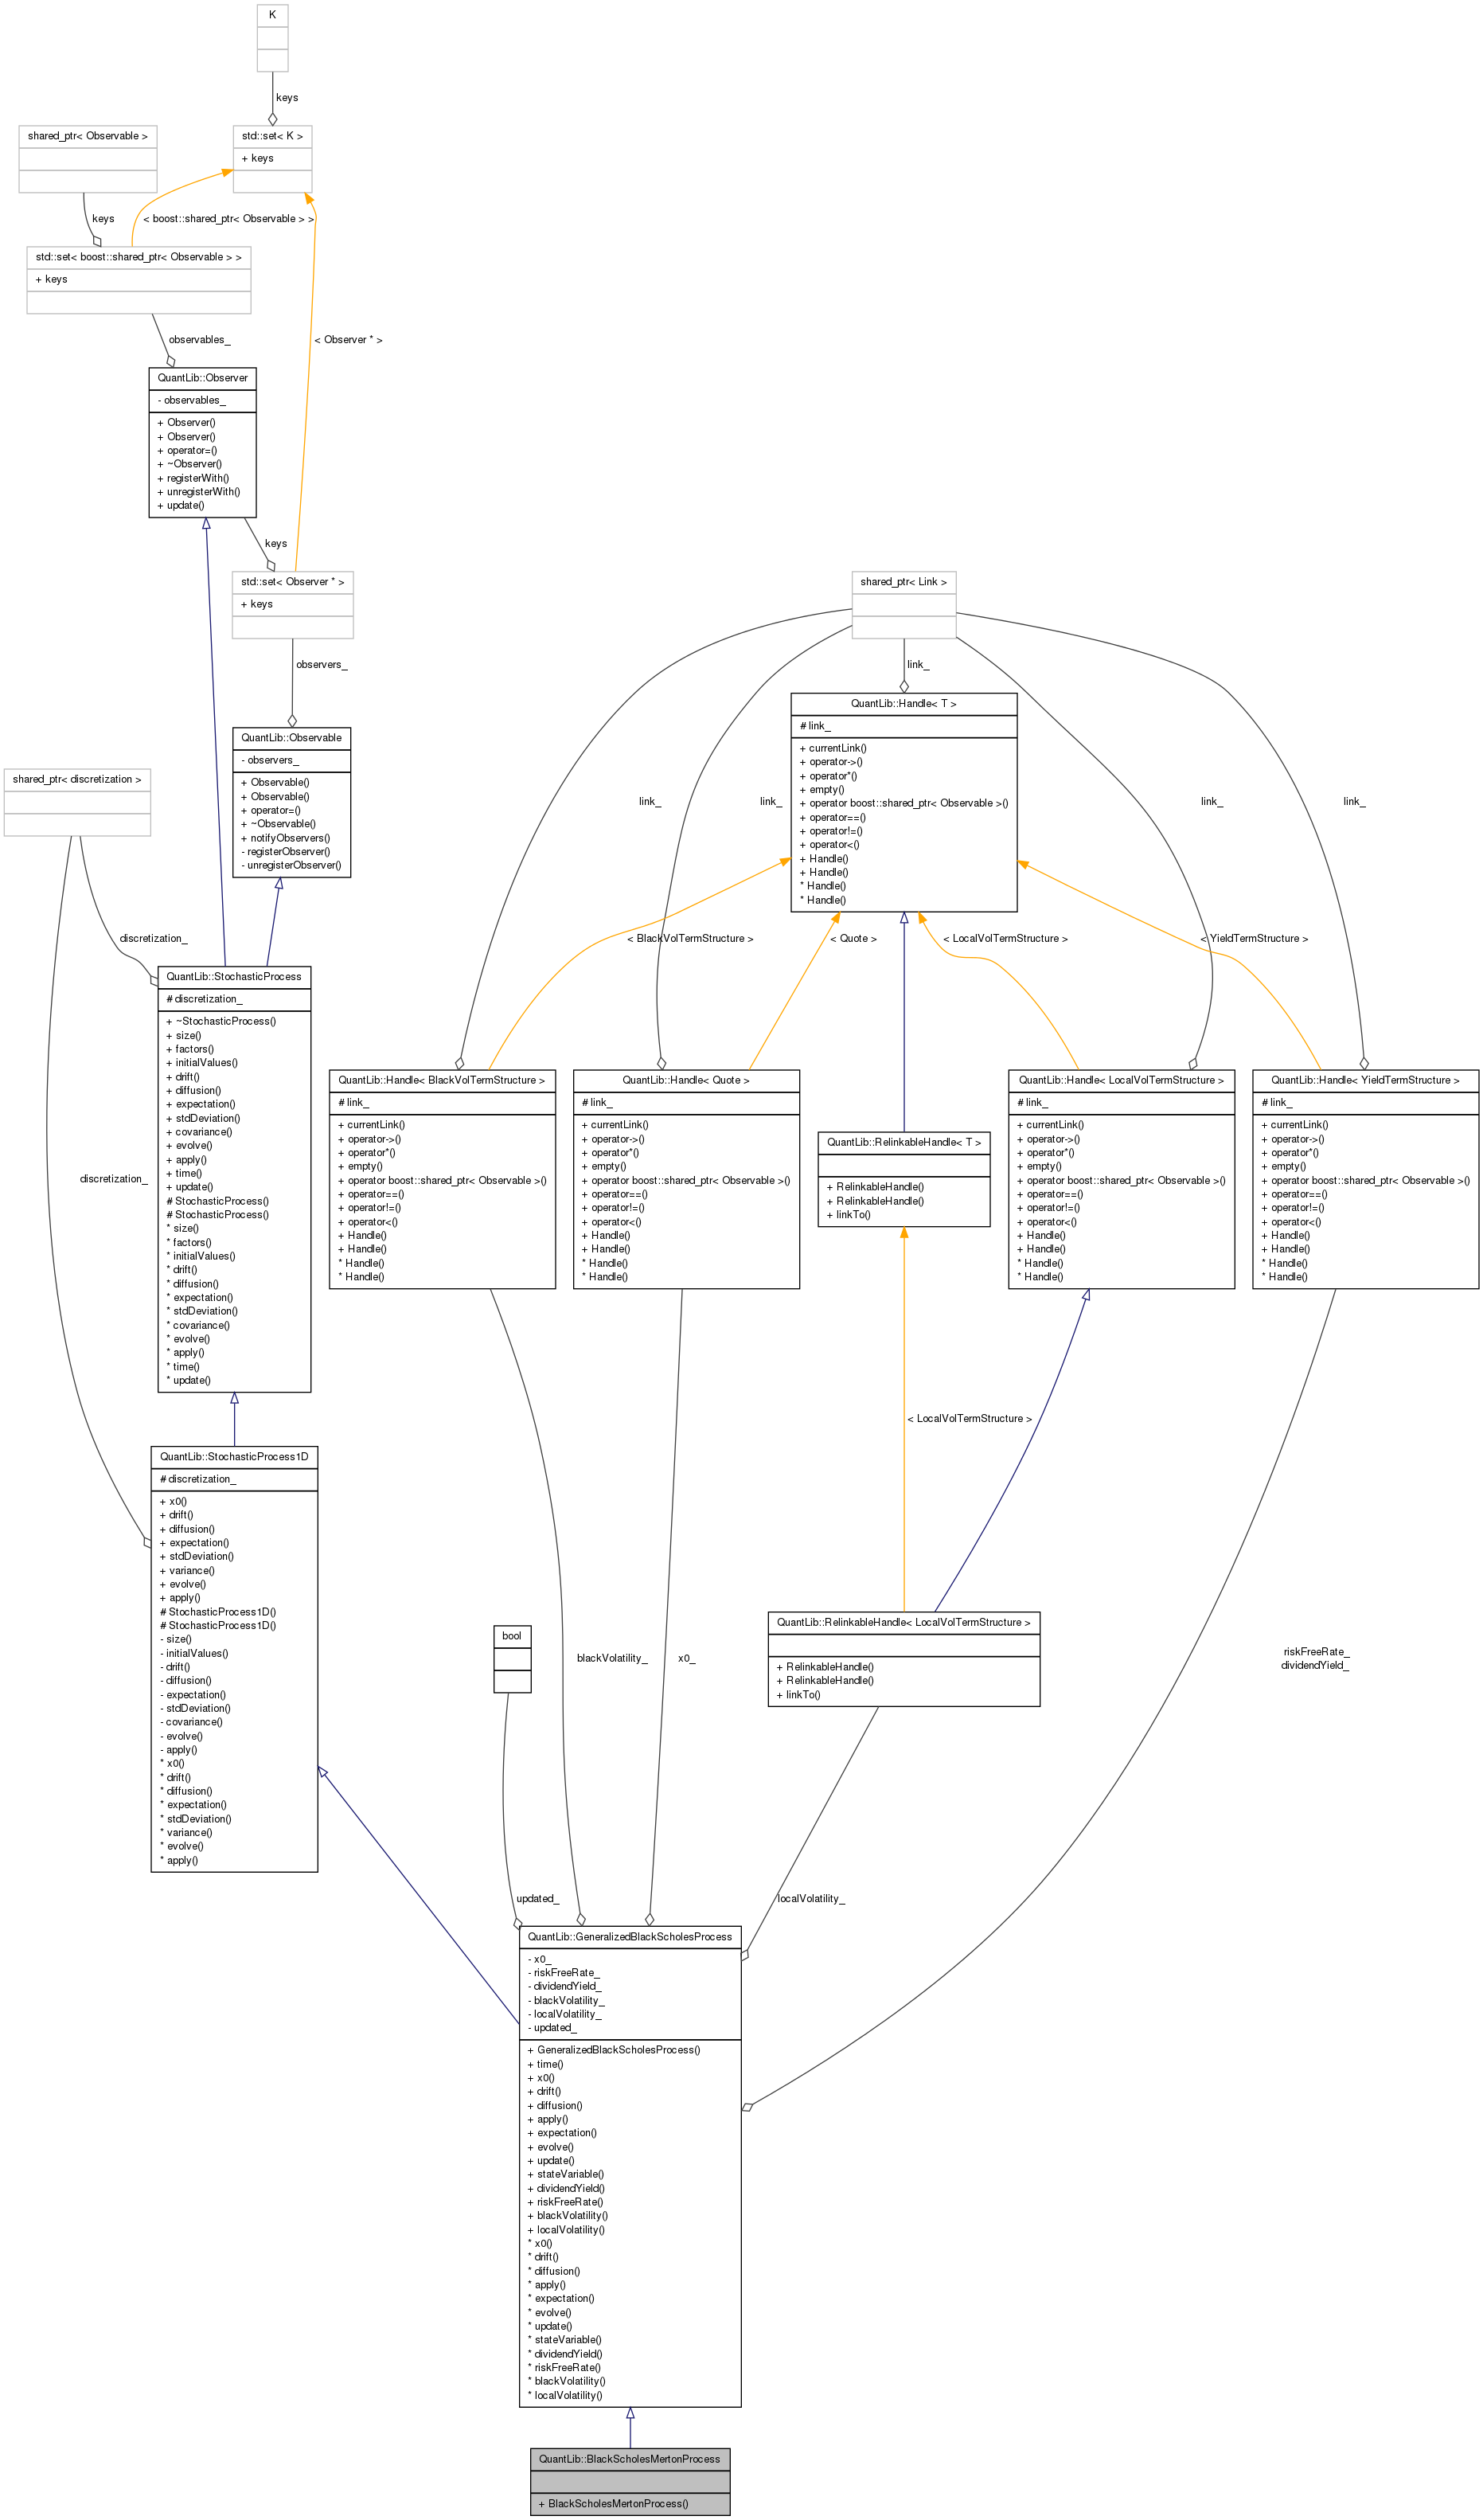 K
keys
shared_ptr< Observable >
std::set< K >
+ keys
keys
< boost::shared_ptr< Observable > >
std::set< boost::shared_ptr< Observable > >
+ keys
observables_
< Observer * >
QuantLib::Observer
- observables_
+ Observer()
+ Observer()
+ operator=()
+ ~Observer()
+ registerWith()
+ unregisterWith()
+ update()
keys
std::set< Observer * >
+ keys
observers_
shared_ptr< Link >
link_
QuantLib::Handle< T >
# link_
+ currentLink()
+ operator->()
+ operator*()
+ empty()
+ operator boost::shared_ptr< Observable >()
+ operator==()
+ operator!=()
+ operator<()
+ Handle()
+ Handle()
* Handle()
* Handle()
QuantLib::Observable
- observers_
+ Observable()
+ Observable()
+ operator=()
+ ~Observable()
+ notifyObservers()
- registerObserver()
- unregisterObserver()
shared_ptr< discretization >
link_
link_
link_
link_
discretization_
< BlackVolTermStructure >
< Quote >
< LocalVolTermStructure >
< YieldTermStructure >
QuantLib::StochasticProcess
# discretization_
+ ~StochasticProcess()
+ size()
+ factors()
+ initialValues()
+ drift()
+ diffusion()
+ expectation()
+ stdDeviation()
+ covariance()
+ evolve()
+ apply()
+ time()
+ update()
# StochasticProcess()
# StochasticProcess()
* size()
* factors()
* initialValues()
* drift()
* diffusion()
* expectation()
* stdDeviation()
* covariance()
* evolve()
* apply()
* time()
* update()
QuantLib::Handle< BlackVolTermStructure >
# link_
+ currentLink()
+ operator->()
+ operator*()
+ empty()
+ operator boost::shared_ptr< Observable >()
+ operator==()
+ operator!=()
+ operator<()
+ Handle()
+ Handle()
* Handle()
* Handle()
QuantLib::Handle< Quote >
# link_
+ currentLink()
+ operator->()
+ operator*()
+ empty()
+ operator boost::shared_ptr< Observable >()
+ operator==()
+ operator!=()
+ operator<()
+ Handle()
+ Handle()
* Handle()
* Handle()
QuantLib::RelinkableHandle< T >
+ RelinkableHandle()
+ RelinkableHandle()
+ linkTo()
QuantLib::Handle< LocalVolTermStructure >
# link_
+ currentLink()
+ operator->()
+ operator*()
+ empty()
+ operator boost::shared_ptr< Observable >()
+ operator==()
+ operator!=()
+ operator<()
+ Handle()
+ Handle()
* Handle()
* Handle()
QuantLib::Handle< YieldTermStructure >
# link_
+ currentLink()
+ operator->()
+ operator*()
+ empty()
+ operator boost::shared_ptr< Observable >()
+ operator==()
+ operator!=()
+ operator<()
+ Handle()
+ Handle()
* Handle()
* Handle()
discretization_
< LocalVolTermStructure >
QuantLib::StochasticProcess1D
# discretization_
+ x0()
+ drift()
+ diffusion()
+ expectation()
+ stdDeviation()
+ variance()
+ evolve()
+ apply()
# StochasticProcess1D()
# StochasticProcess1D()
- size()
- initialValues()
- drift()
- diffusion()
- expectation()
- stdDeviation()
- covariance()
- evolve()
- apply()
* x0()
* drift()
* diffusion()
* expectation()
* stdDeviation()
* variance()
* evolve()
* apply()
bool
blackVolatility_
x0_
QuantLib::RelinkableHandle< LocalVolTermStructure >
+ RelinkableHandle()
+ RelinkableHandle()
+ linkTo()
riskFreeRate_
dividendYield_
updated_
localVolatility_
QuantLib::GeneralizedBlackScholesProcess
- x0_
- riskFreeRate_
- dividendYield_
- blackVolatility_
- localVolatility_
- updated_
+ GeneralizedBlackScholesProcess()
+ time()
+ x0()
+ drift()
+ diffusion()
+ apply()
+ expectation()
+ evolve()
+ update()
+ stateVariable()
+ dividendYield()
+ riskFreeRate()
+ blackVolatility()
+ localVolatility()
* x0()
* drift()
* diffusion()
* apply()
* expectation()
* evolve()
* update()
* stateVariable()
* dividendYield()
* riskFreeRate()
* blackVolatility()
* localVolatility()
QuantLib::BlackScholesMertonProcess
+ BlackScholesMertonProcess()